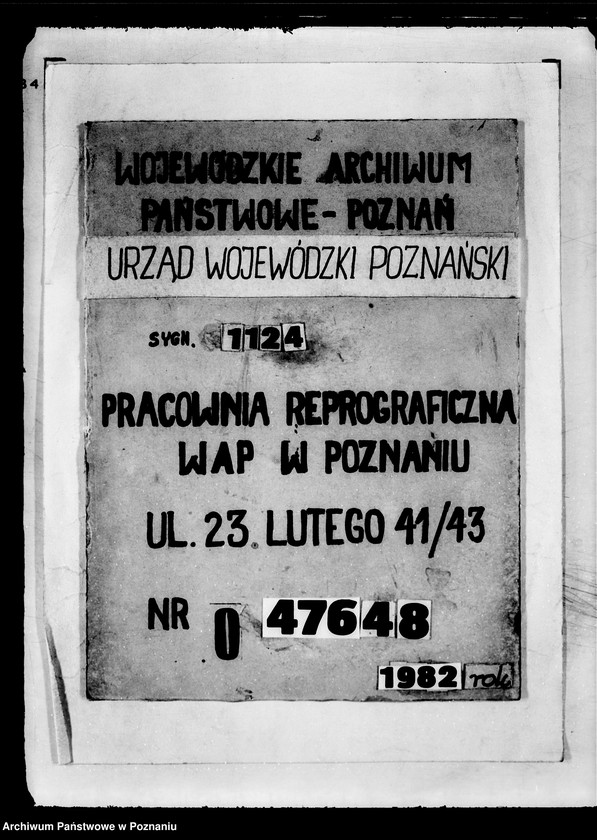 34
WOJEWÓDZKIE ARCHIWUM
PAŃSTWOWE - POZNAŃ
URZĄD WOJEWÓDZKI POZNAŃSKI
SYGN. 1124
PRACOWNIA REPROGRAFICZNA
WAP W POZNANIU
UL. 23. LUTEGO 41/43
NR 0 47648
1982 rok
Archiwum Państwowe w Poznaniu